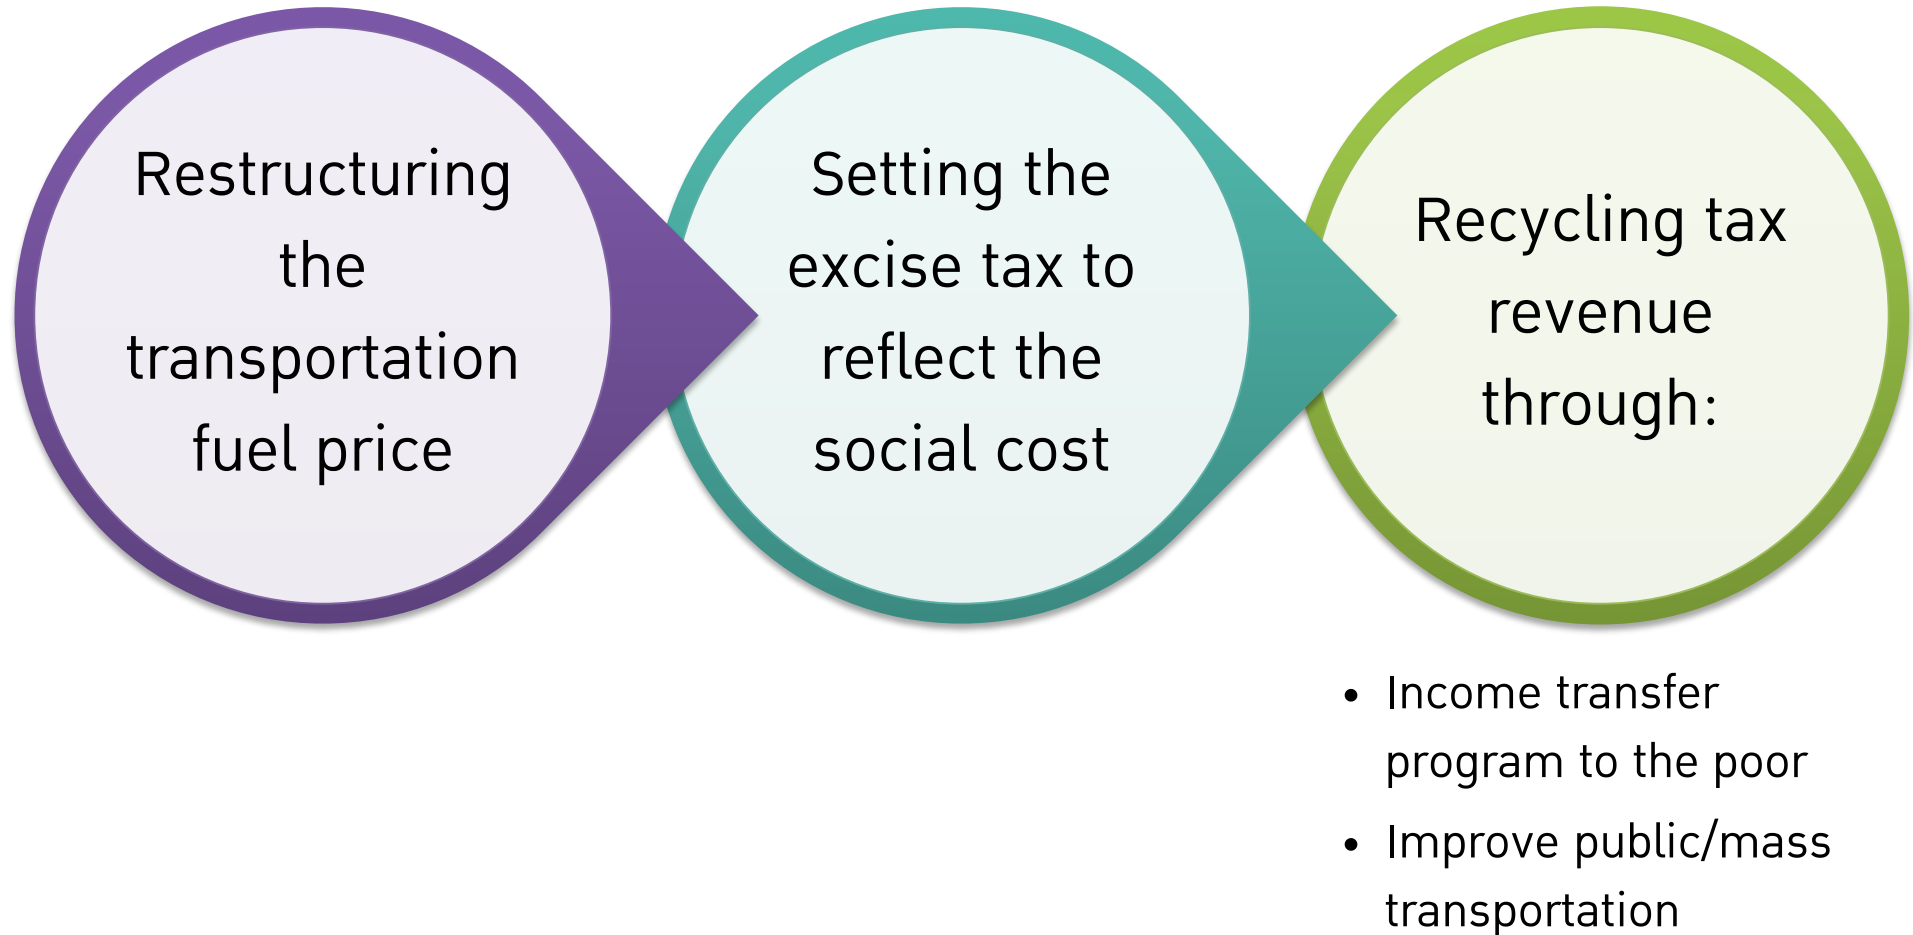 Restructuring
the
transportation
fuel price
Setting the
excise tax to
reflect the
social cost
Recycling tax
revenue
through:
• Income transfer
program to the poor
• Improve public/mass
transportation